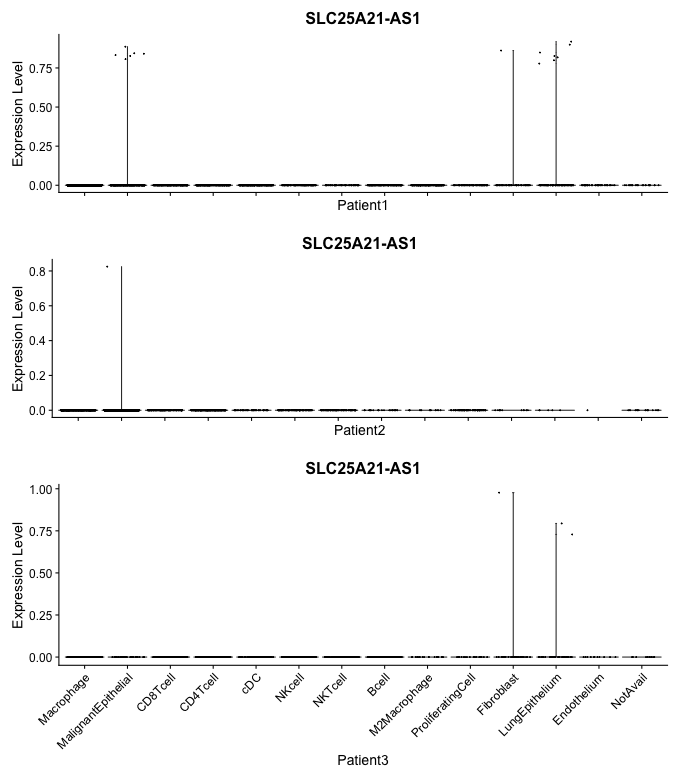 SLC25A21-AS1
Expression Level
0.75
0.50
0.25
0.00
Patient1
SLC25A21-AS1
Expression Level
0.8
0.6
0.4
0.2
0.0
Patient2
SLC25A21-AS1
Expression Level
1.00
0.75
0.50
0.25
0.00
Macrophage
MalignantEpithelial
CD8Tcell
CD4Tcell
cDC
NKcell
NKTcell
Bcell
M2Macrophage
ProliferatingCell
Fibroblast
LungEpithelium
Endothelium
NotAvail
Patient3